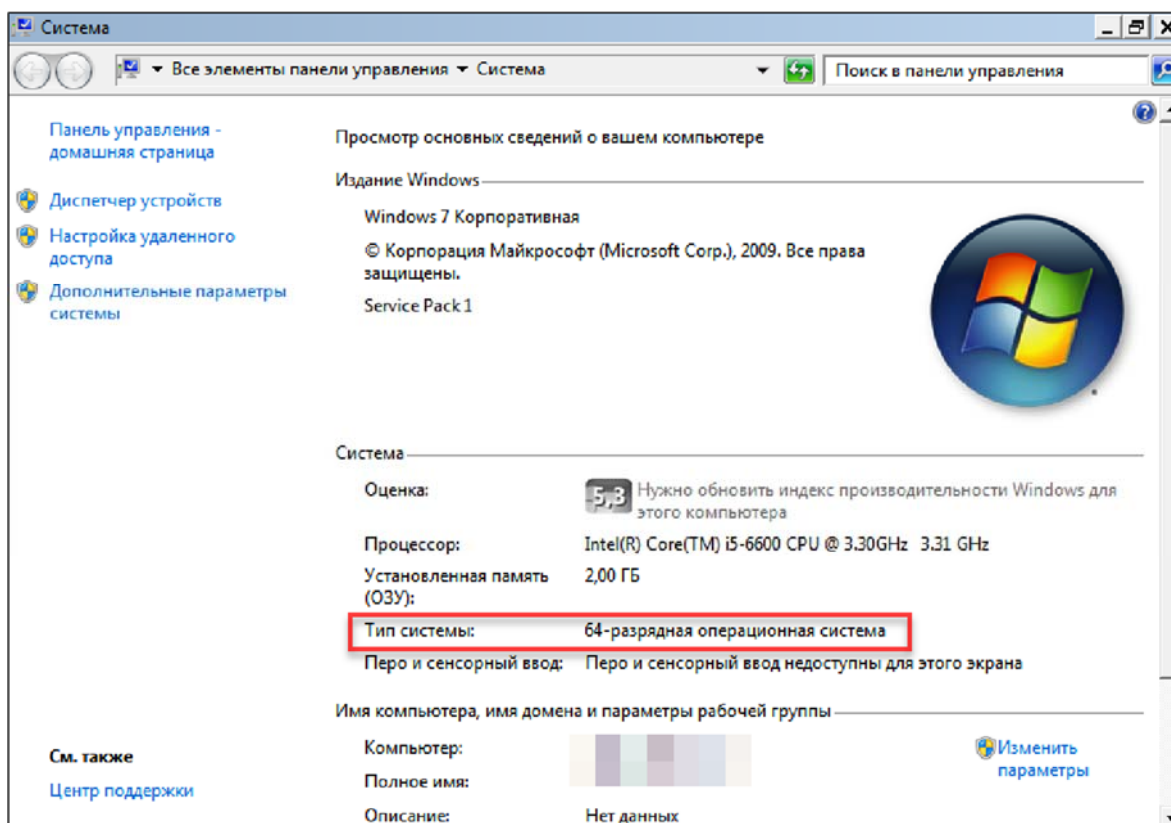 Система
Все элементы панели управления Система
Поиск в панели управления
Панель управления -
домашняя страница
Диспетчер устройств
Настройка удаленного
доступа
Дополнительные параметры
системы
См. также
Центр поддержки
Просмотр основных сведений о вашем компьютере
Издание Windows
Windows 7 Корпоративная
© Корпорация Майкрософт (Microsoft Corp.), 2009. Все права
защищены.
Service Pack 1
Система
Оценка:
5,3 Нужно обновить индекс производительности Windows для
этого компьютера
Процессор: Intel(R) Core(TM) i5-6600 CPU @ 3.30GHz 3.31 GHz
Установленная память 2,00 ГБ
(ОЗУ):
Тип системы: 64-разрядная операционная система
Перо и сенсорный ввод: Перо и сенсорный ввод недоступны для этого экрана
Имя компьютера, имя домена и параметры рабочей группы
Компьютер:
Изменить
параметры
Полное имя:
Описание: Нет данных